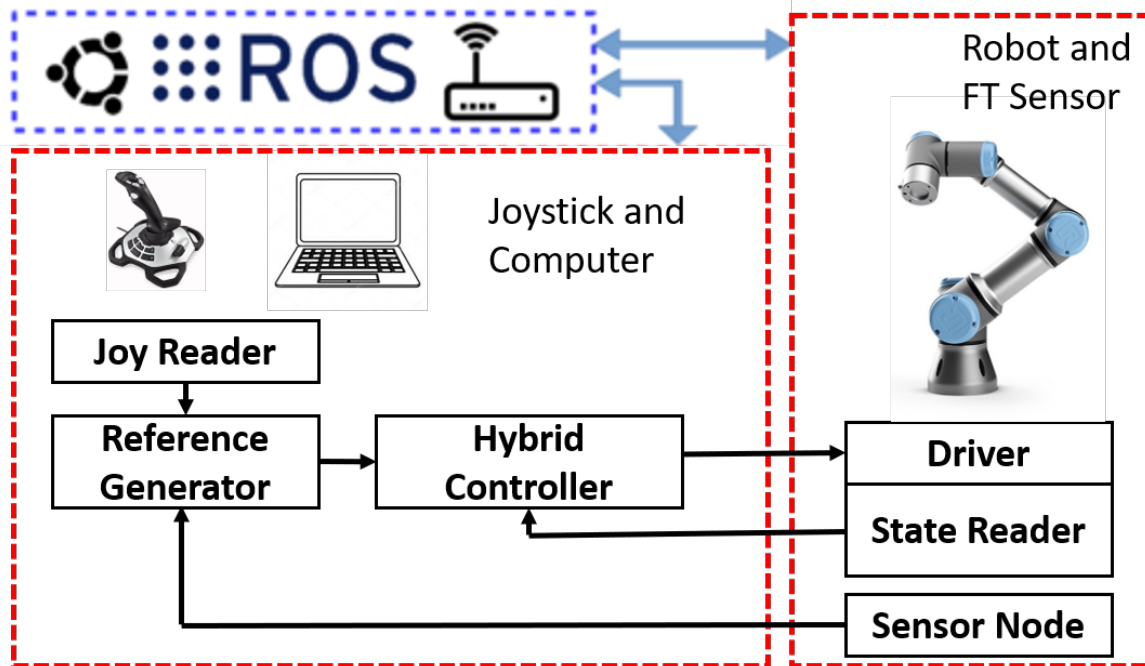 ROS
Robot and
FT Sensor
Joystick and
Computer
Joy Reader
Reference
Generator
Hybrid
Controller
Driver
State Reader
Sensor Node